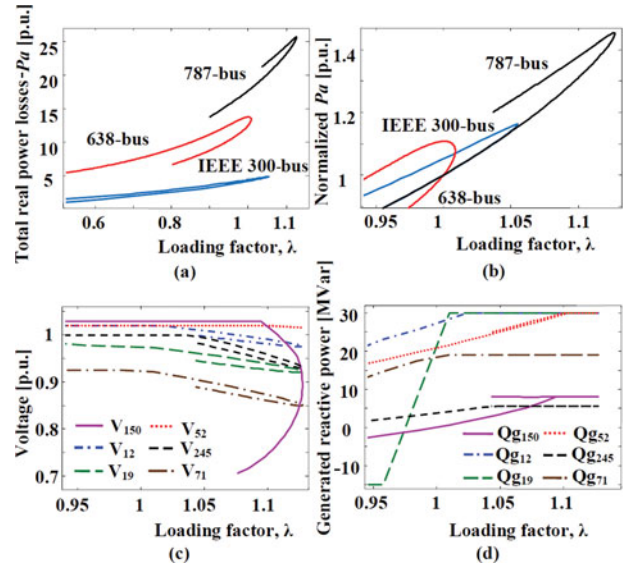 Total real power losses-Pa [p.u.]
25
20
15
10
5
787-bus
638-bus
IEEE 300-bus
0.6
0.8
1
1.1
Loading factor, λ
(a)
Normalized Pa [p.u.]
1.4
1.2
1
787-bus
IEEE 300-bus
638-bus
0.95
1
1.05
1.1
Loading factor, λ
(b)
Voltage [p.u.]
1
0.9
0.8
0.7
V150
V52
V12
V245
V19
V71
0.95
1
1.05
1.1
Loading factor, λ
(c)
Generated reactive power [MVar]
30
20
10
0
-10
Qg150
Qg52
Qg12
Qg245
Qg19
Qg71
0.95
1
1.05
1.1
Loading factor, λ
(d)